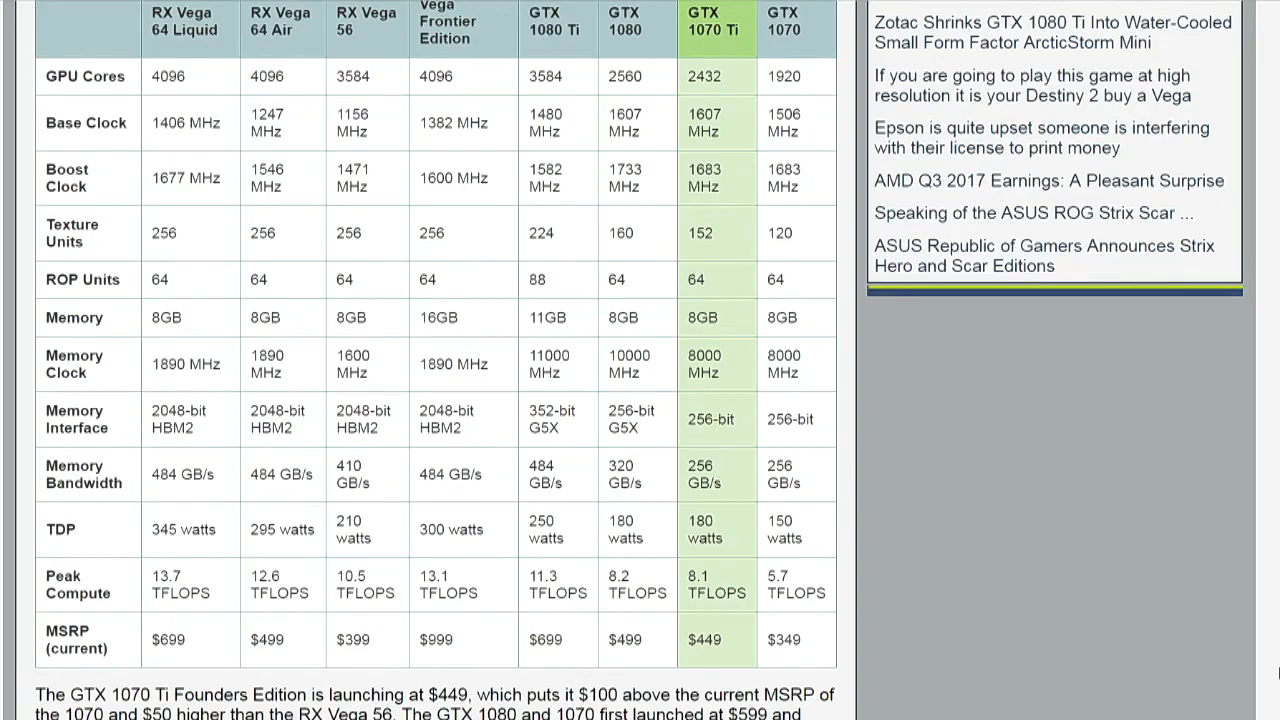 RX Vega 64 Liquid RX Vega 64 Air RX Vega 56 Vega Frontier Edition GTX 1080 Ti GTX 1080 GTX 1070 Ti GTX 1070
GPU Cores 4096 4096 3584 4096 3584 2560 2432 1920
Base Clock 1406 MHz 1247 MHz 1156 MHz 1382 MHz 1480 MHz 1607 MHz 1607 MHz 1506 MHz
Boost Clock 1677 MHz 1546 MHz 1471 MHz 1600 MHz 1582 MHz 1733 MHz 1683 MHz 1683 MHz
Texture Units 256 256 256 256 224 160 152 120
ROP Units 64 64 64 64 88 64 64 64
Memory 8GB 8GB 8GB 16GB 11GB 8GB 8GB 8GB
Memory Clock 1890 MHz 1890 MHz 1600 MHz 1890 MHz 11000 MHz 10000 MHz 8000 MHz 8000 MHz
Memory Interface 2048-bit HBM2 2048-bit HBM2 2048-bit HBM2 2048-bit HBM2 352-bit G5X 256-bit G5X 256-bit 256-bit
Memory Bandwidth 484 GB/s 484 GB/s 410 GB/s 484 GB/s 484 GB/s 320 GB/s 256 GB/s 256 GB/s
TDP 345 watts 295 watts 210 watts 300 watts 250 watts 180 watts 180 watts 150 watts
Peak Compute 13.7 TFLOPS 12.6 TFLOPS 10.5 TFLOPS 13.1 TFLOPS 11.3 TFLOPS 8.2 TFLOPS 8.1 TFLOPS 5.7 TFLOPS
MSRP (current) $699 $499 $399 $999 $699 $499 $449 $349
The GTX 1070 Ti Founders Edition is launching at $449, which puts it $100 above the current MSRP of
the 1070 and $50 higher than the RX Vega 56. The GTX 1080 and 1070 first launched at $599 and
Zotac Shrinks GTX 1080 Ti Into Water-Cooled
Small Form Factor ArcticStorm Mini
If you are going to play this game at high
resolution it is your Destiny 2 buy a Vega
Epson is quite upset someone is interfering
with their license to print money
AMD Q3 2017 Earnings: A Pleasant Surprise
Speaking of the ASUS ROG Strix Scar ...
ASUS Republic of Gamers Announces Strix
Hero and Scar Editions